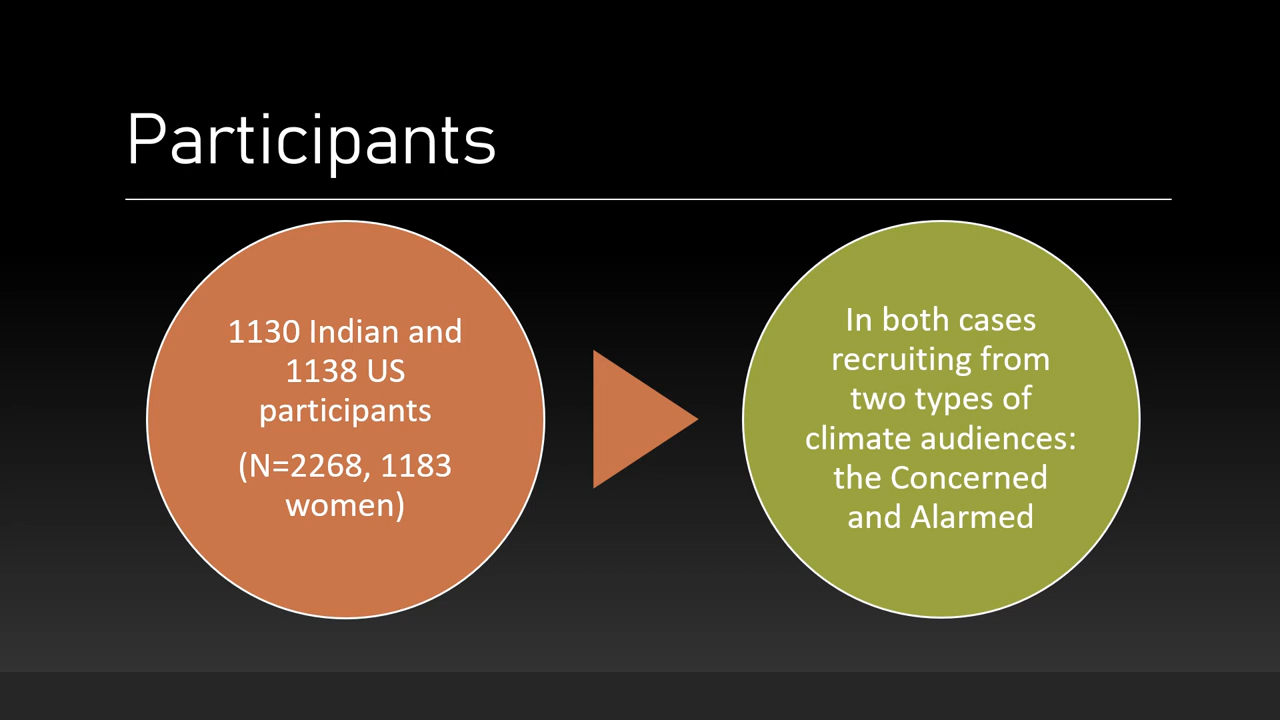 Participants
1130 Indian and
1138 US
participants
(N=2268, 1183
women)
In both cases
recruiting from
two types of
climate audiences:
the Concerned
and Alarmed